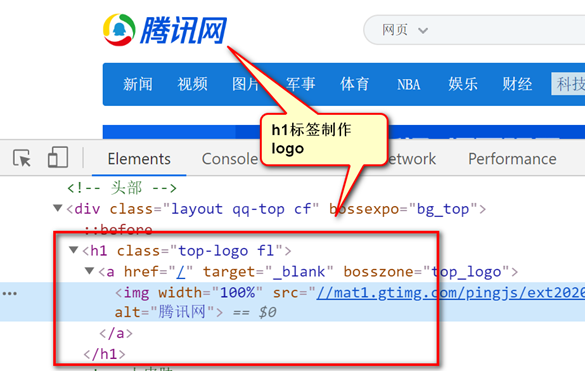 腾讯网
网页
新闻 视频 图片 军事 体育 NBA 娱乐 财经 科技
h1标签制作
logo
Elements Console etwork Performance
<!-- 头部 -->
▼<div class="layout qq-top cf" bossexpo="bg_top">
::before
▼<h1 class="top-logo fl">
▼<a href="/" target="_blank" bosszone="top_logo">
••• <img width="100%" src="//mat1.gtimg.com/pingjs/ext2020
alt="腾讯网"> == $0
</a>
</h1>